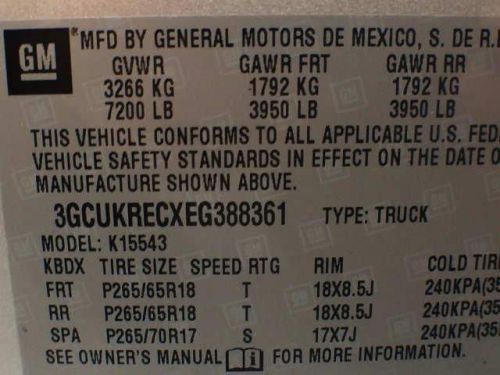 GM ®MFD BY GENERAL MOTORS DE MEXICO, S. DE R.
GVWR GAWR FRT GAWR RR
3266 KG 1792 KG 1792 KG
7200 LB 3950 LB 3950 LB
THIS VEHICLE CONFORMS TO ALL APPLICABLE U.S. FED
VEHICLE SAFETY STANDARDS IN EFFECT ON THE DATE O
MANUFACTURE SHOWN ABOVE.
3GCUKRECXEG388361 TYPE: TRUCK
MODEL: K15543
KBDX TIRE SIZE SPEED RTG RIM COLD TIRE
FRT P265/65R18 T 18X8.5J 240KPA(35
RR P265/65R18 T 18X8.5J 240KPA(35
SPA P265/70R17 S 17X7J 240KPA(35
SEE OWNER'S MANUAL FOR MORE INFORMATION.